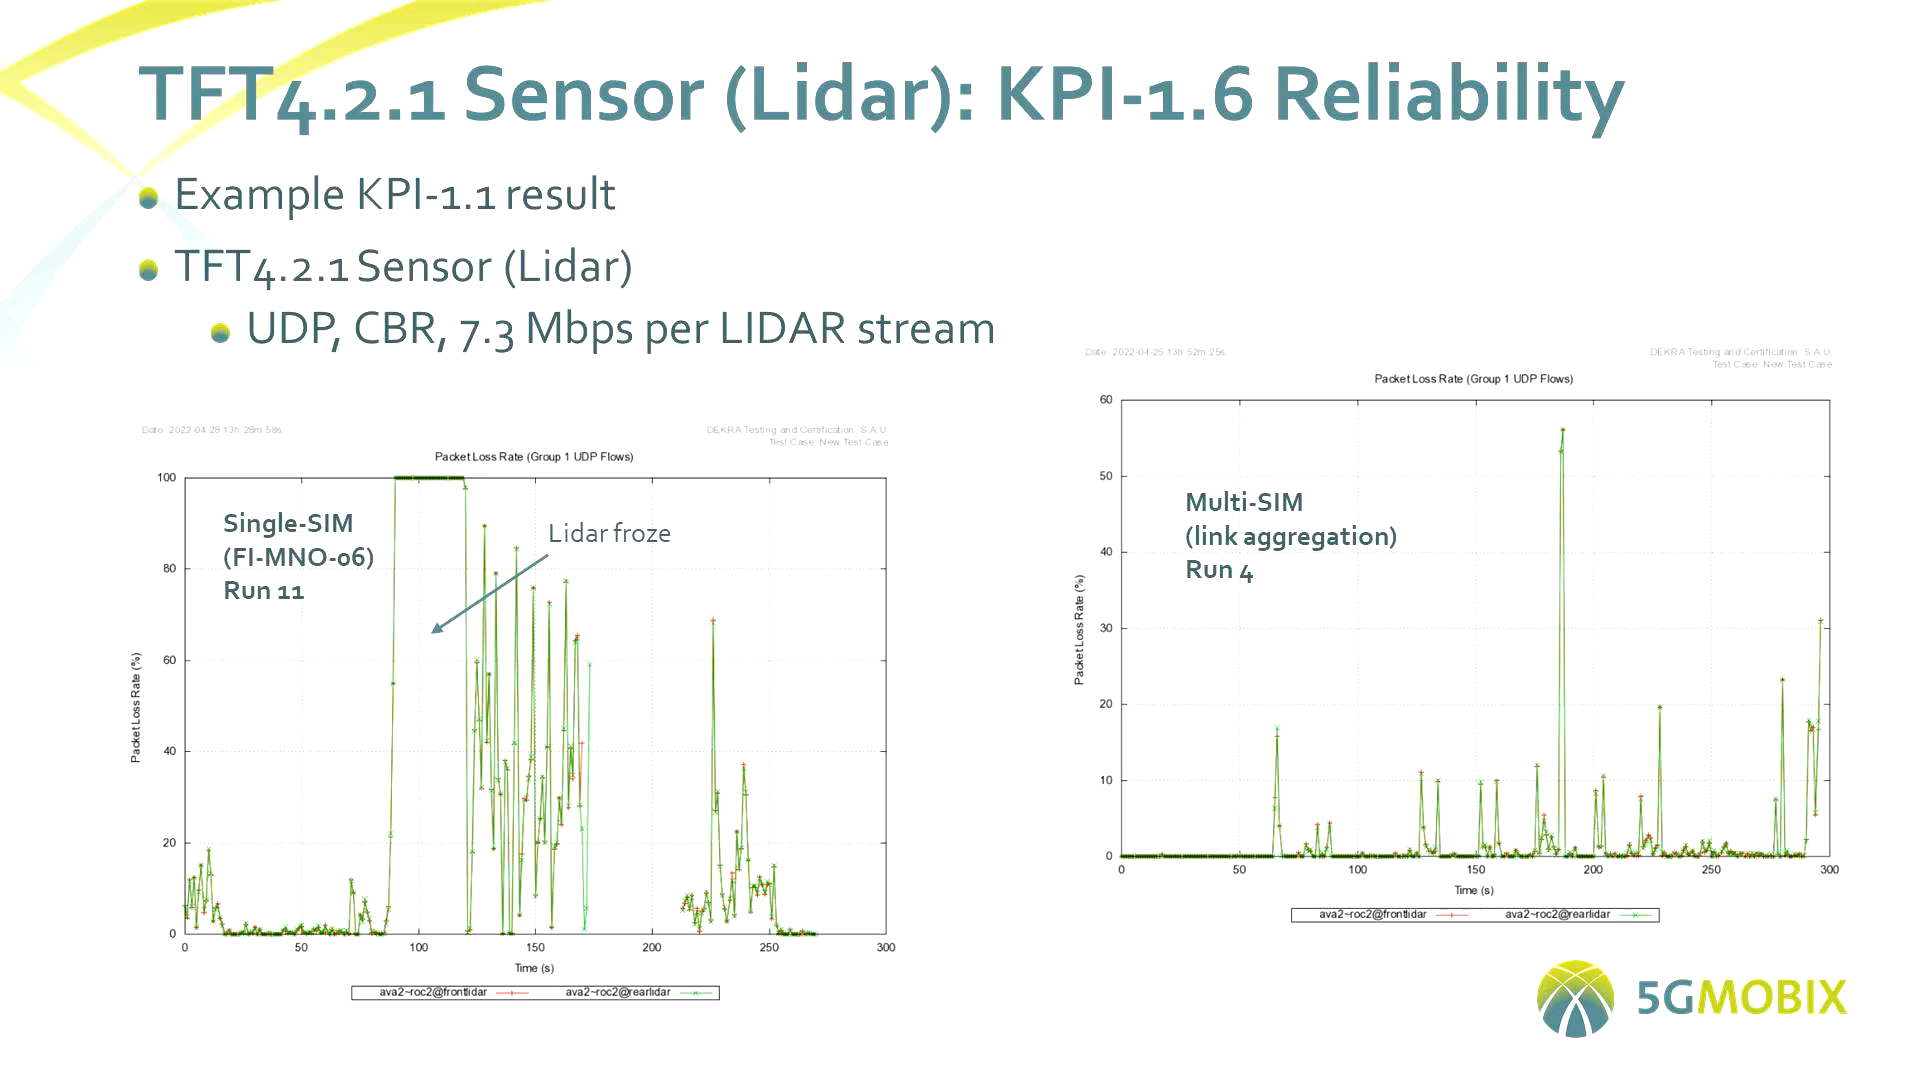 TFT4.2.1 Sensor (Lidar): KPI-1.6 Reliability
Example KPI-1.1 result
TFT4.2.1 Sensor (Lidar)
UDP, CBR, 7.3 Mbps per LIDAR stream
Date: 2022-04-28 13h 28m 58s
DEKRA Testing and Certification S.A.U.
Test Case: New Test Case
Packet Loss Rate (Group 1 UDP Flows)
100
80
60
40
20
0
Packet Loss Rate (%)
Single-SIM
(FI-MNO-06)
Run 11
Lidar froze
0 50 100 150 200 250 300
Time (s)
ava2~roc2@frontlidar ava2~roc2@rearlidar
Date: 2022-04-25 13h 52m 25s
DEKRA Testing and Certification S.A.U.
Test Case: New Test Case
Packet Loss Rate (Group 1 UDP Flows)
60
50
40
30
20
10
0
Packet Loss Rate (%)
Multi-SIM
(link aggregation)
Run 4
0 50 100 150 200 250 300
Time (s)
ava2~roc2@frontlidar ava2~roc2@rearlidar
5GMOBIX